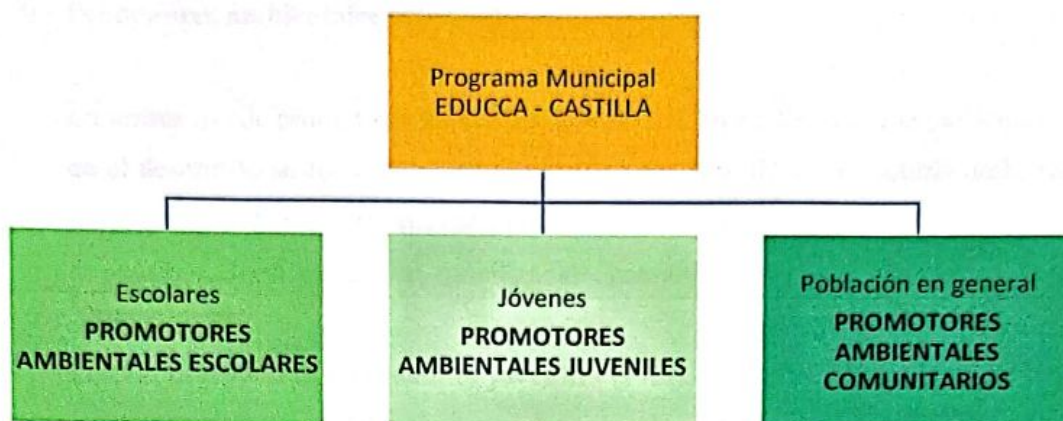 Programa Municipal
EDUCCA - CASTILLA
Escolares
PROMOTORES
AMBIENTALES ESCOLARES
Jóvenes
PROMOTORES
AMBIENTALES JUVENILES
Población en general
PROMOTORES
AMBIENTALES
COMUNITARIOS